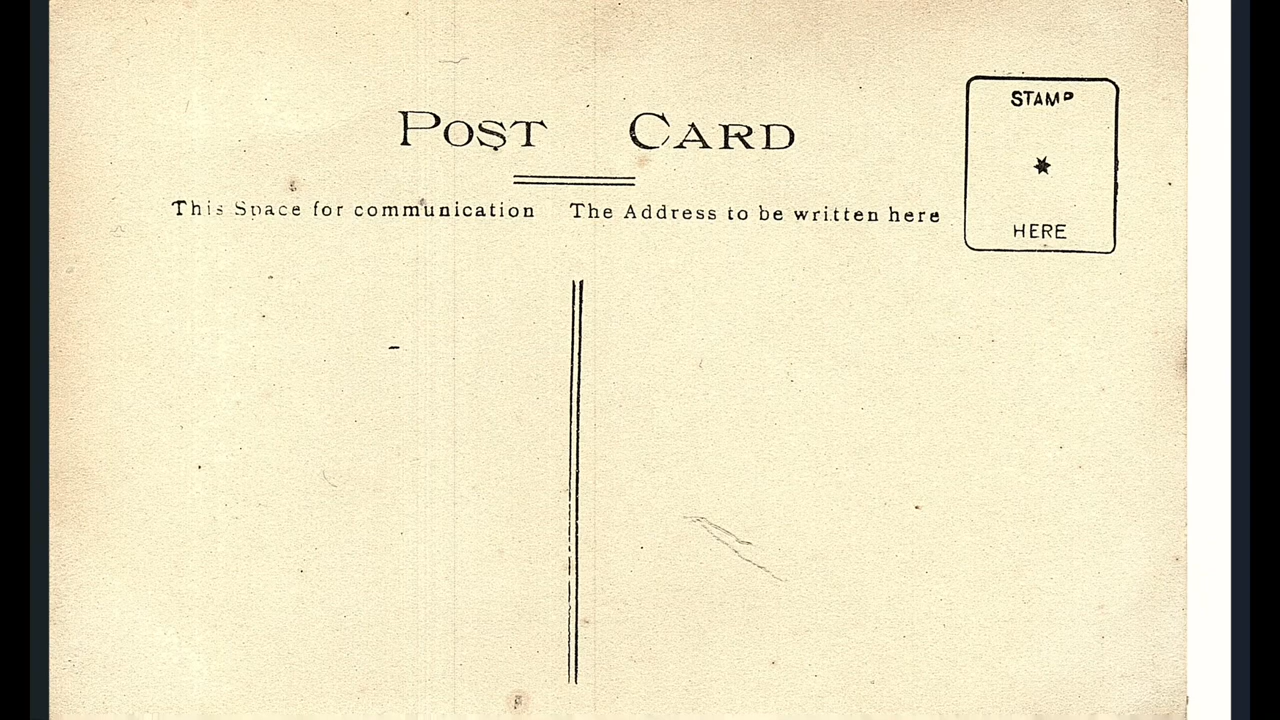 POST CARD
This Space for communication The Address to be written here
STAMP
HERE